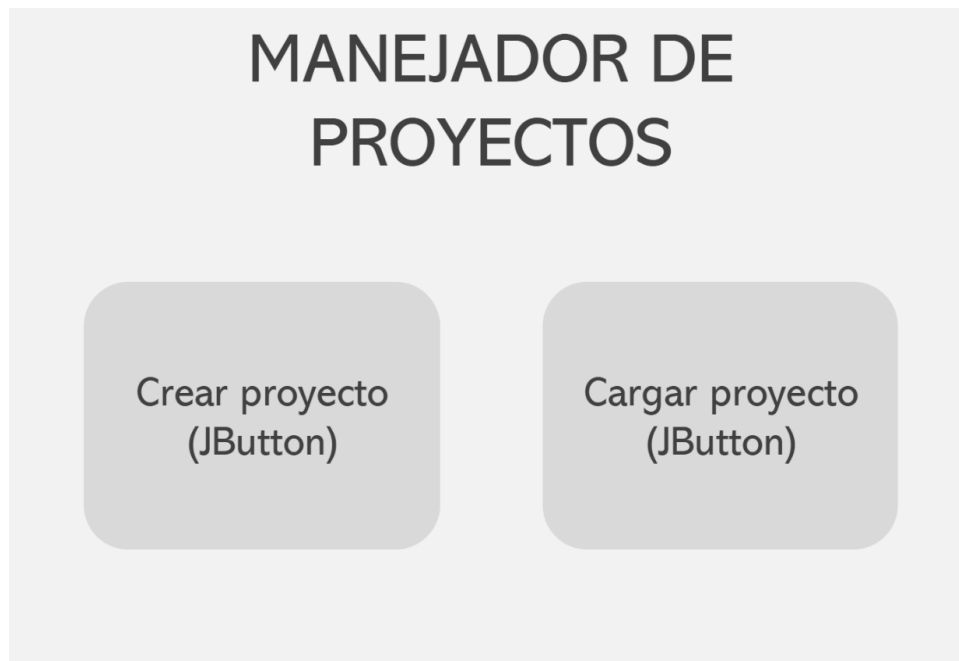 MANEJADOR DE
PROYECTOS
Crear proyecto
(JButton)
Cargar proyecto
(JButton)